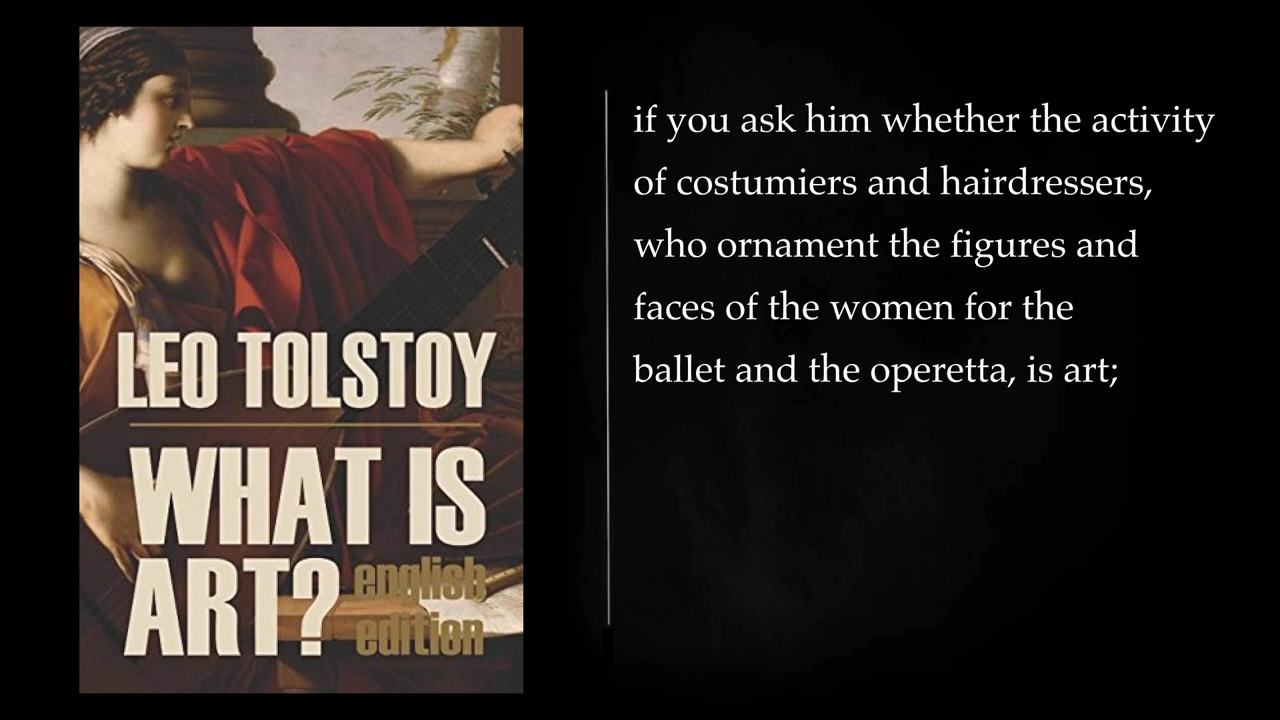 LEO TOLSTOY
WHAT IS
ART? english
edition
if you ask him whether the activity
of costumiers and hairdressers,
who ornament the figures and
faces of the women for the
ballet and the operetta, is art;